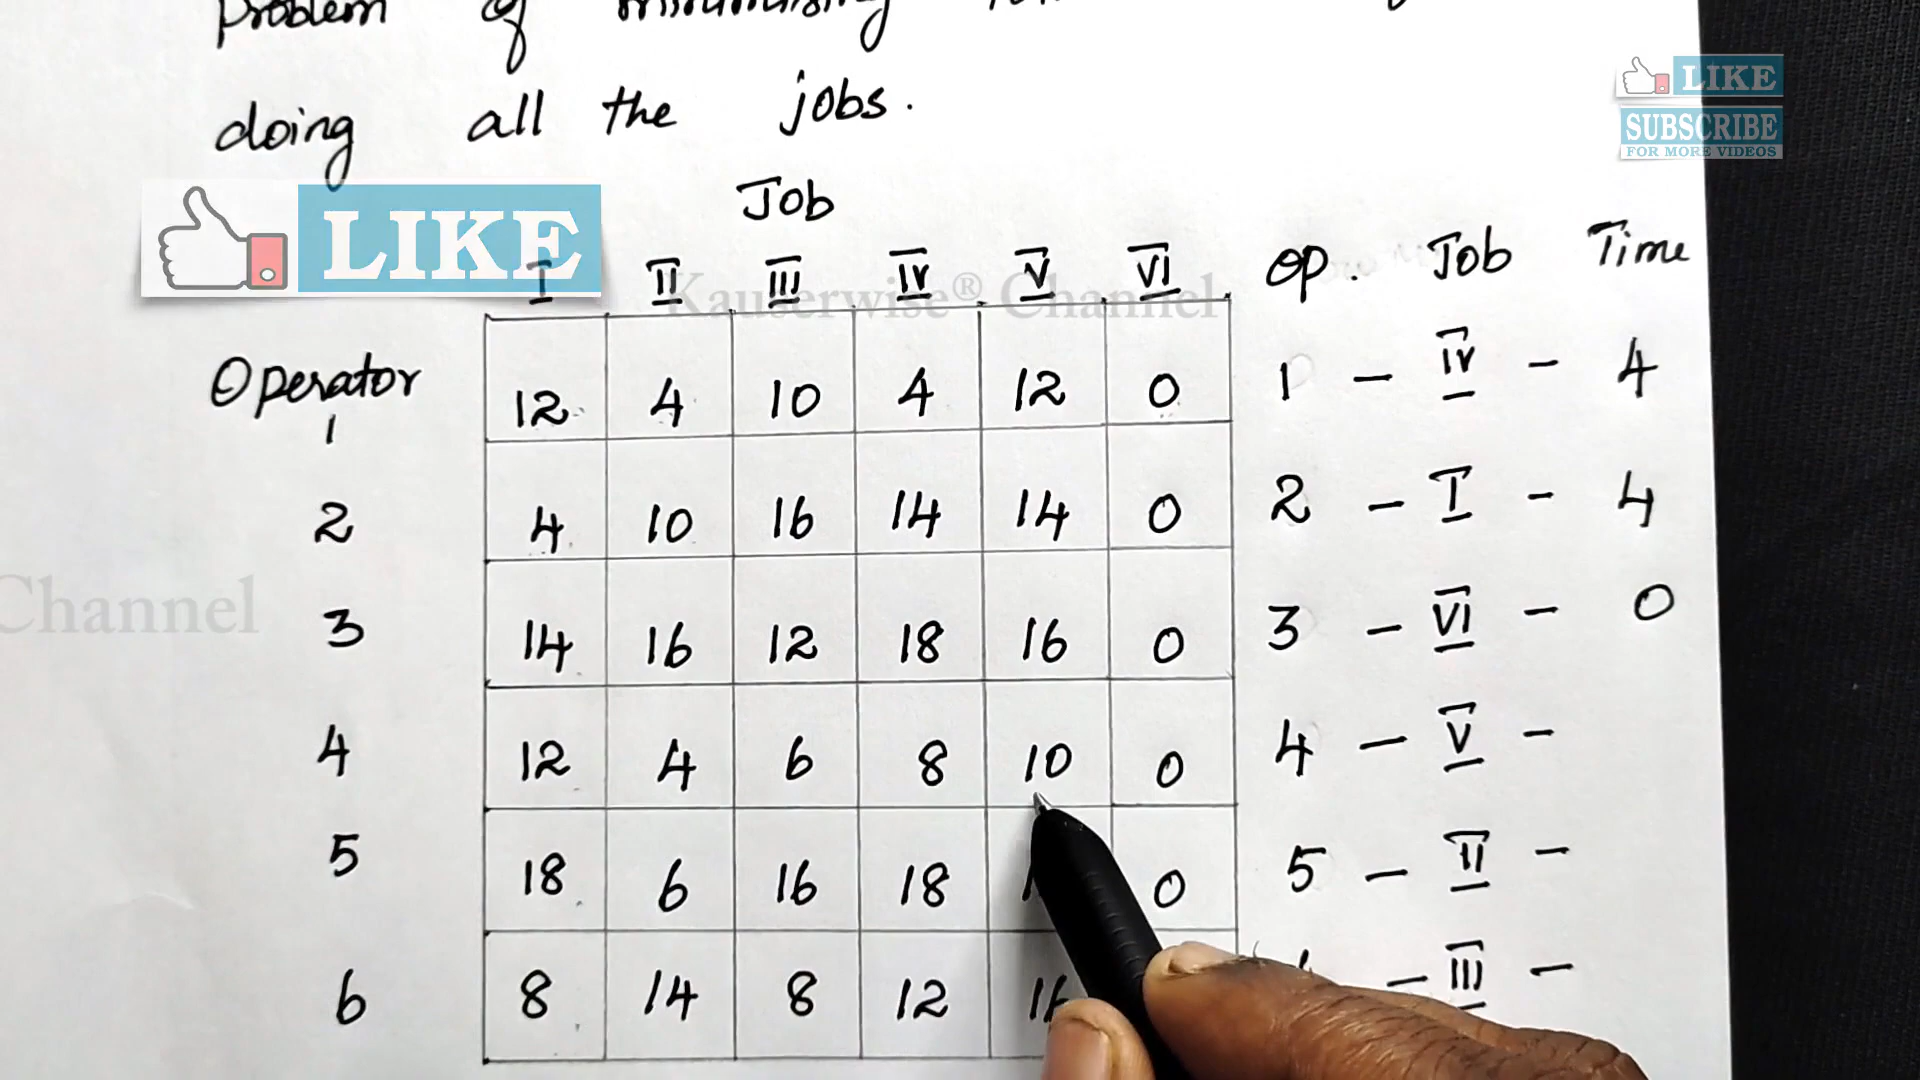 Problem of
doing all the jobs.
LIKE
SUBSCRIBE
FOR MORE VIDEOS
LIKE
Job
I II III IV V VI
Kauserwise® Channel
Op. Job Time
Operator
1 12 4 10 4 12 0 1 - IV - 4
2 4 10 16 14 14 0 2 - I - 4
Channel
3 14 16 12 18 16 0 3 - VI - 0
4 12 4 6 8 10 0 4 - V -
5 18 6 16 18 0 5 - II -
6 8 14 8 12 16 - III -